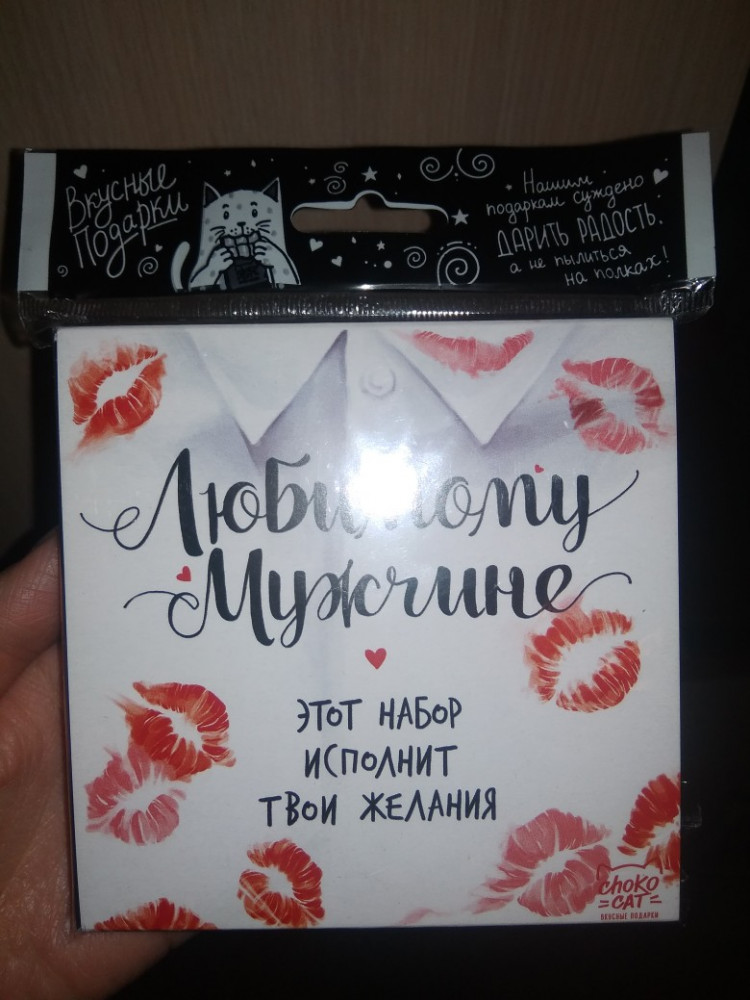 Вкусные
Подарки
Нашим
подаркам суждено
ДАРИТЬ РАДОСТЬ.
а не пылиться
на полках!
Любимому
Мужчине
ЭТОТ НАБОР
ИСПОЛНИТ
ТВОИ ЖЕЛАНИЯ
CHOKO
CAT
ВКУСНЫЕ ПОДАРКИ